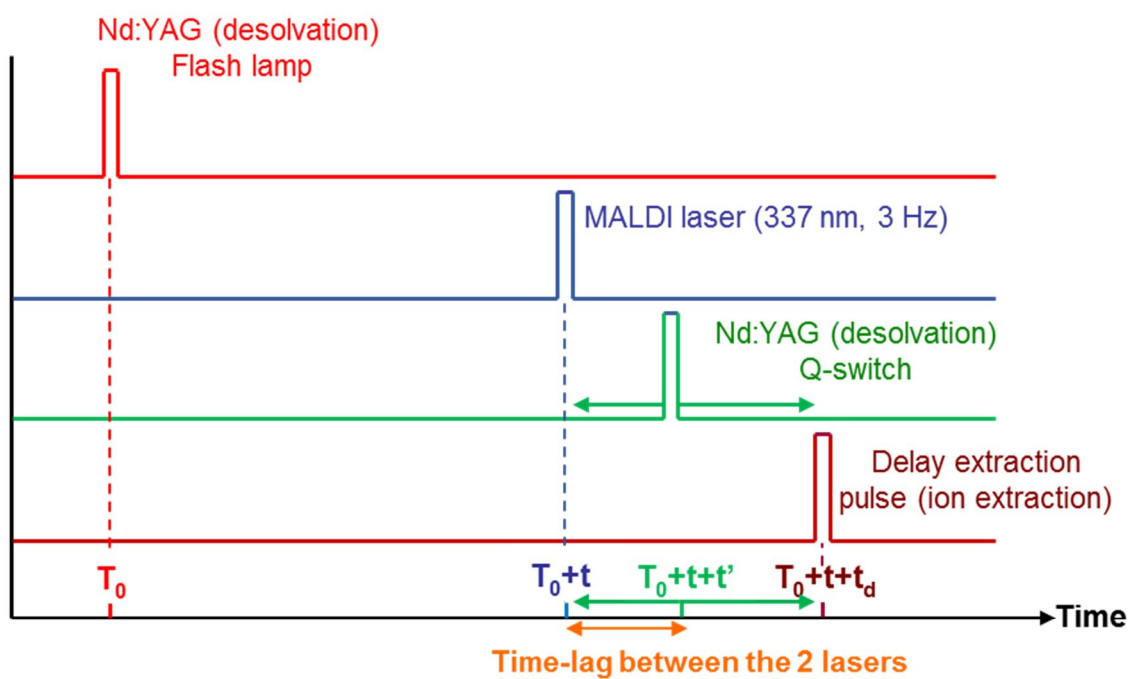 Nd:YAG (desolvation)
Flash lamp
MALDI laser (337 nm, 3 Hz)
Nd:YAG (desolvation)
Q-switch
Delay extraction
pulse (ion extraction)
T₀
T₀+t
T₀+t+t’
T₀+t+td
Time
Time-lag between the 2 lasers